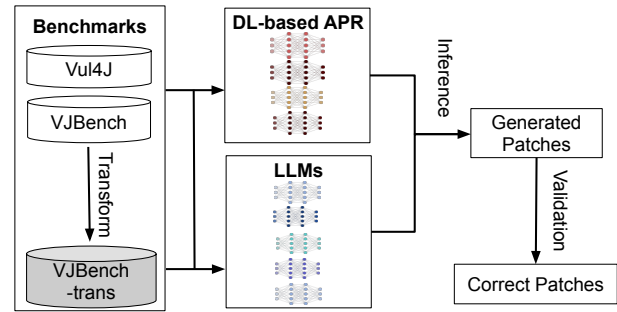 Benchmarks
Vul4J
VJBench
Transform
VJBench
-trans
DL-based APR
LLMs
Inference
Generated
Patches
Validation
Correct Patches